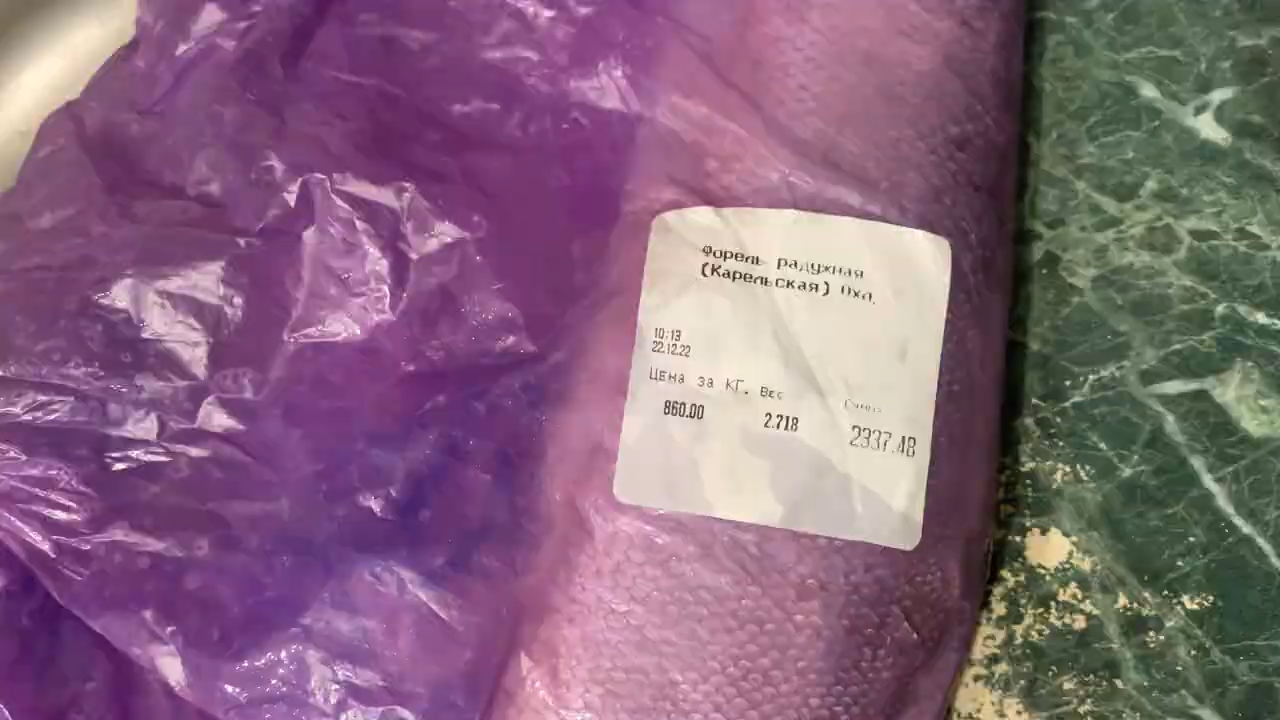 Форель радужная
(Карельская) Охл.
10:13
22.12.22
Цена за КГ. Вес Сумма
860.00 2.718 2337.48